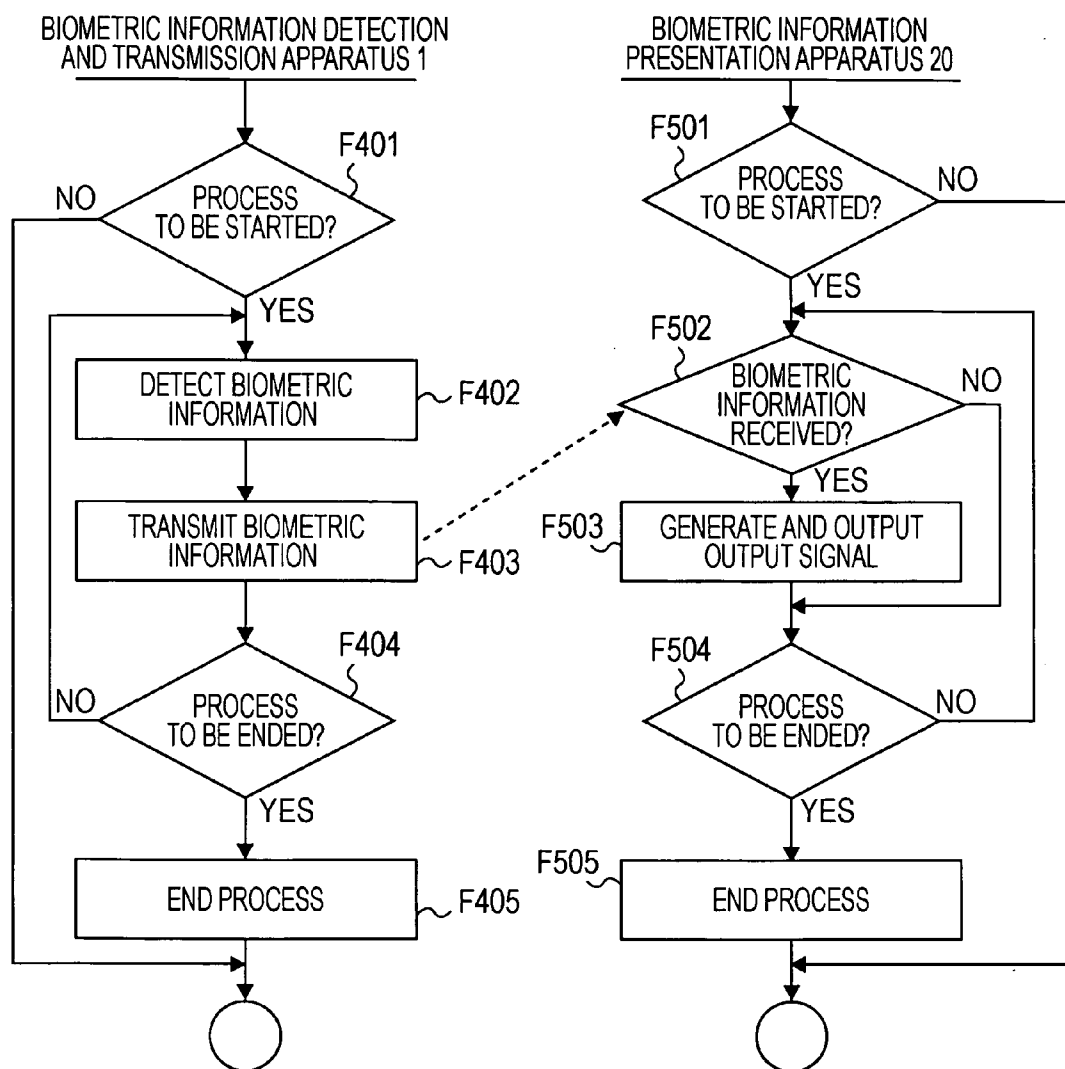 BIOMETRIC INFORMATION DETECTION
AND TRANSMISSION APPARATUS 1
F401
NO
PROCESS
TO BE STARTED?
YES
DETECT BIOMETRIC
INFORMATION
F402
TRANSMIT BIOMETRIC
INFORMATION
F403
F404
NO
PROCESS
TO BE ENDED?
YES
END PROCESS
F405
BIOMETRIC INFORMATION
PRESENTATION APPARATUS 20
F501
PROCESS
TO BE STARTED?
NO
YES
F502
BIOMETRIC
INFORMATION
RECEIVED?
NO
YES
F503
GENERATE AND OUTPUT
OUTPUT SIGNAL
F504
PROCESS
TO BE ENDED?
NO
YES
F505
END PROCESS